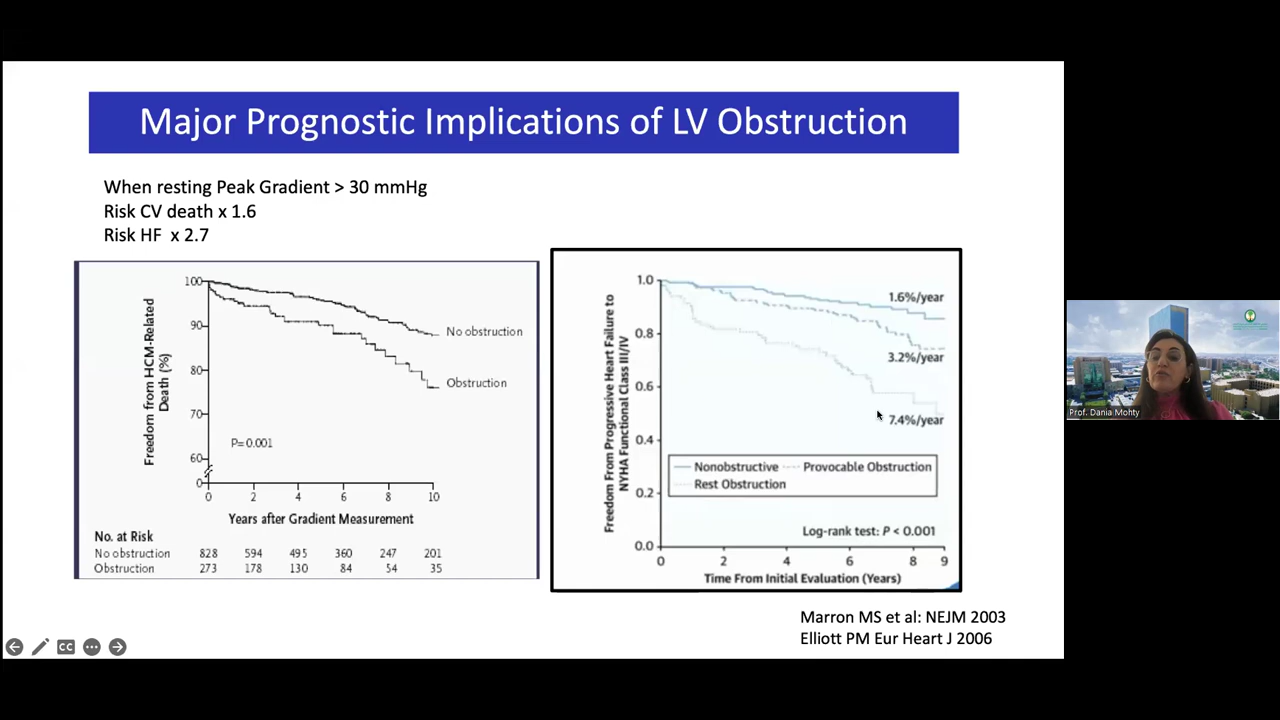 Major Prognostic Implications of LV Obstruction
When resting Peak Gradient > 30 mmHg
Risk CV death x 1.6
Risk HF x 2.7
Freedom from HCM-Related
Death (%)
100
90
80
70
60
0
No obstruction
Obstruction
P= 0.001
0 2 4 6 8 10
Years after Gradient Measurement
No. at Risk
No obstruction 828 594 495 360 247 201
Obstruction 273 178 130 84 54 35
Freedom From Progressive Heart Failure to
NYHA Functional Class III/IV
1.0
0.8
0.6
0.4
0.2
0.0
1.6%/year
3.2%/year
7.4%/year
Nonobstructive Provocable Obstruction
Rest Obstruction
Log-rank test: P < 0.001
0 2 4 6 8 9
Time From Initial Evaluation (Years)
Marron MS et al: NEJM 2003
Elliott PM Eur Heart J 2006
CC
Prof. Dania Mohty